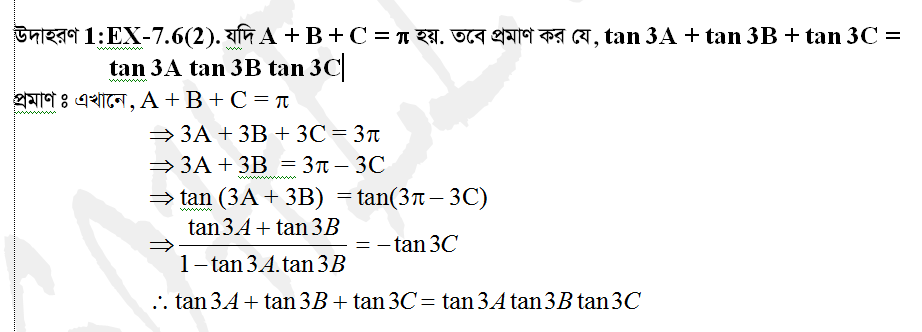 উদাহরণ 1:EX-7.6(2). যদি A + B + C = π হয়. তবে প্রমাণ কর যে, tan 3A + tan 3B + tan 3C =
tan 3A tan 3B tan 3C
প্রমাণ ঃ এখানে, A + B + C = π
⇒ 3A + 3B + 3C = 3π
⇒ 3A + 3B = 3π – 3C
⇒ tan (3A + 3B) = tan(3π – 3C)
⇒ (tan 3A + tan 3B) / (1 – tan 3A.tan 3B) = – tan 3C
∴ tan 3A + tan 3B + tan 3C = tan 3A tan 3B tan 3C